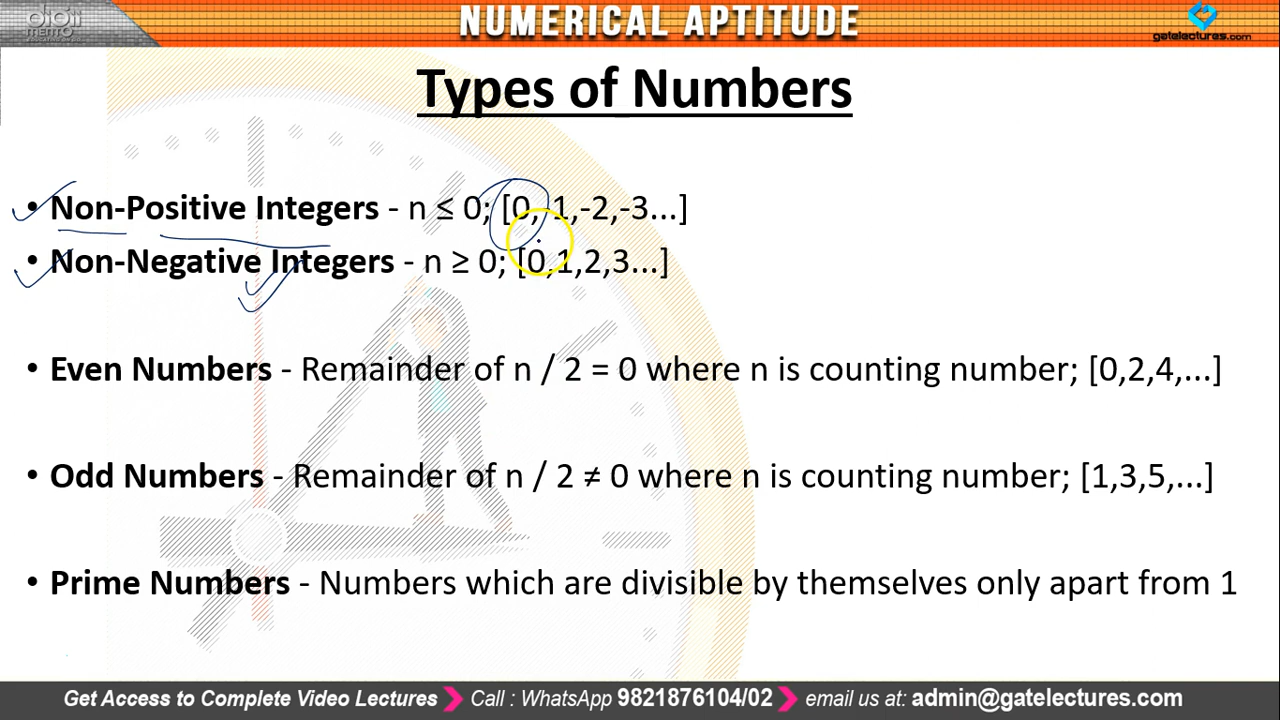 NUMERICAL APTITUDE
gatelectures.com
Types of Numbers
• Non-Positive Integers - n ≤ 0; [0,-1,-2,-3...]
• Non-Negative Integers - n ≥ 0; [0,1,2,3...]
• Even Numbers - Remainder of n / 2 = 0 where n is counting number; [0,2,4,...]
• Odd Numbers - Remainder of n / 2 ≠ 0 where n is counting number; [1,3,5,...]
• Prime Numbers - Numbers which are divisible by themselves only apart from 1
Get Access to Complete Video Lectures Call : WhatsApp 9821876104/02 email us at: admin@gatelectures.com